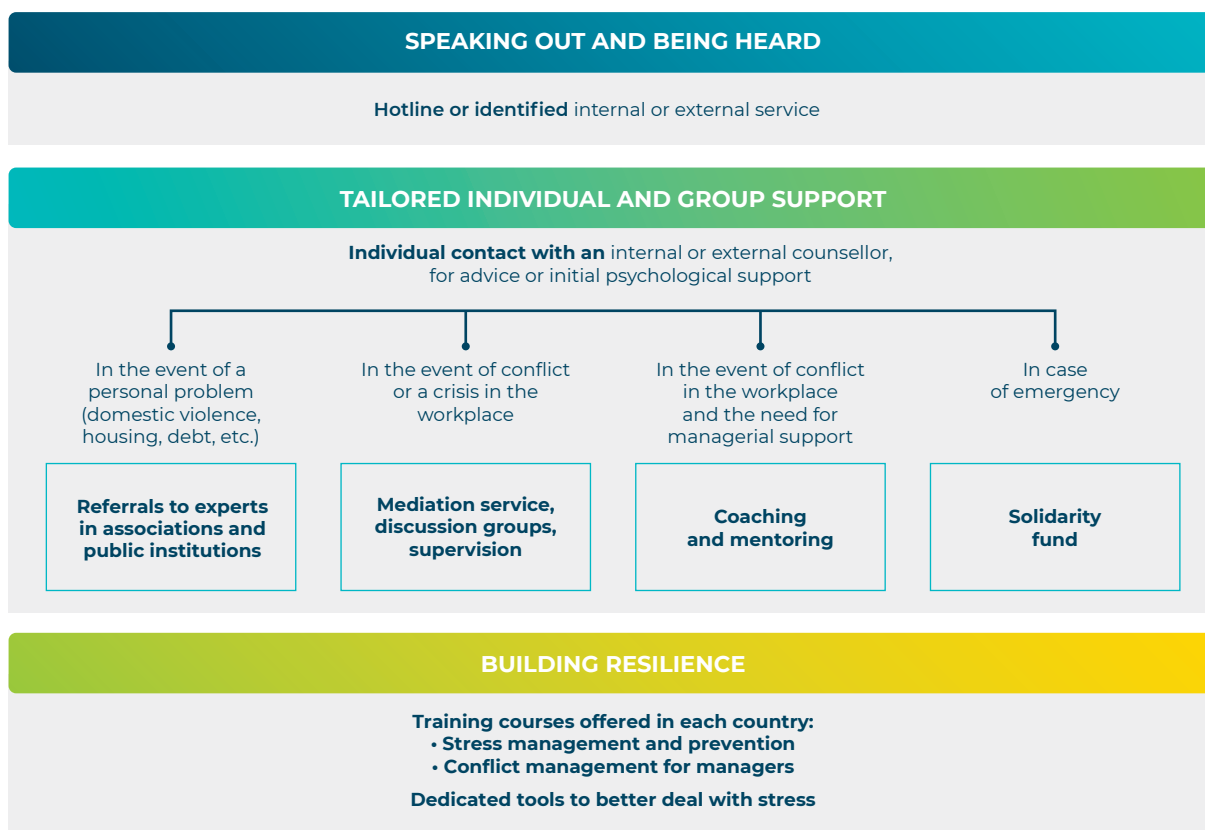 SPEAKING OUT AND BEING HEARD
Hotline or identified internal or external service
TAILORED INDIVIDUAL AND GROUP SUPPORT
Individual contact with an internal or external counsellor,
for advice or initial psychological support
In the event of a
personal problem
(domestic violence,
housing, debt, etc.)
Referrals to experts
in associations and
public institutions
In the event of conflict
or a crisis in the
workplace
Mediation service,
discussion groups,
supervision
In the event of conflict
in the workplace
and the need for
managerial support
Coaching
and mentoring
In case
of emergency
Solidarity
fund
BUILDING RESILIENCE
Training courses offered in each country:
• Stress management and prevention
• Conflict management for managers
Dedicated tools to better deal with stress